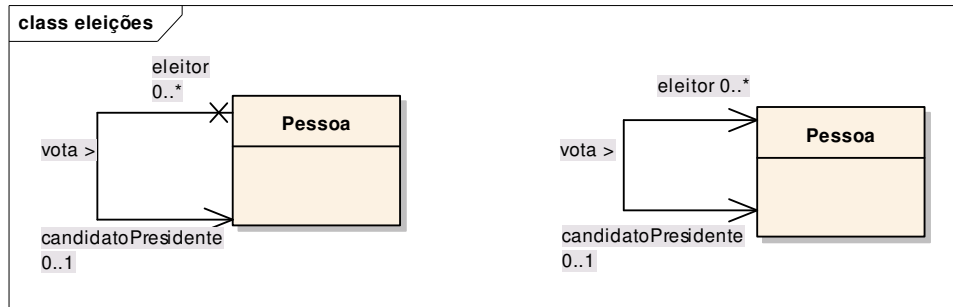 class eleições
eleitor
0..*
Pessoa
vota >
candidatoPresidente
0..1
eleitor 0..*
Pessoa
vota >
candidatoPresidente
0..1